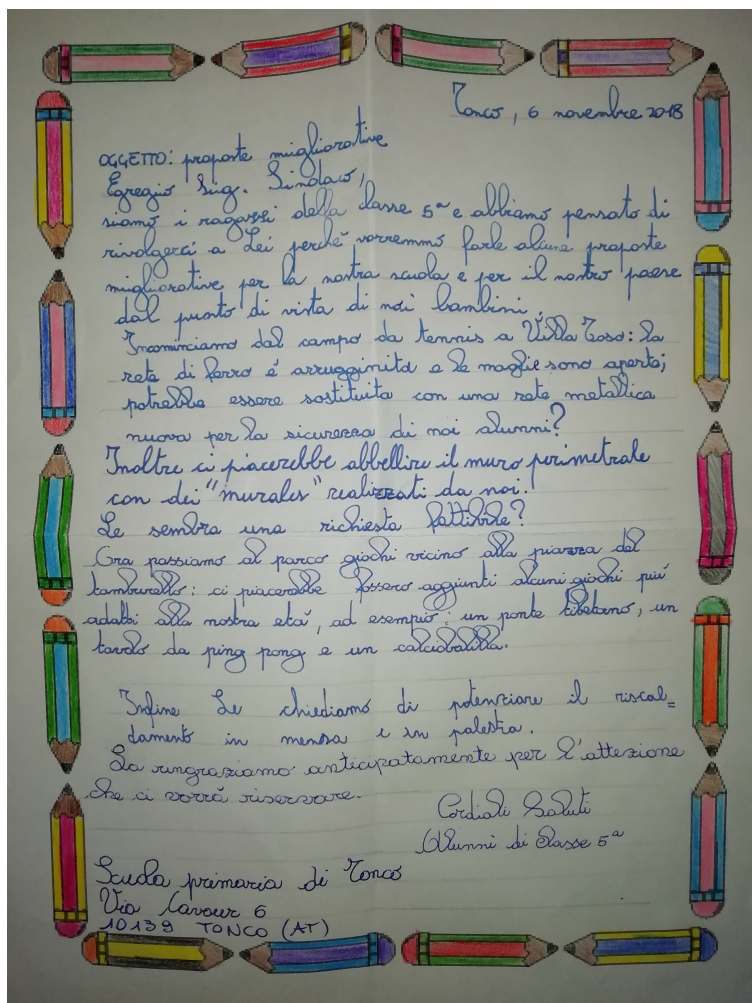 Tonco, 6 novembre 2018
OGGETTO: proposte migliorative
Egregio Sig. Sindaco,
siamo i ragazzi della classe 5ª e abbiamo pensato di
rivolgerci a Lei perché vorremmo farle alcune proposte
migliorative per la nostra scuola e per il nostro paese
dal punto di vista di noi bambini.
Incominciamo dal campo da tennis a Villa Toso: la
rete di ferro é arrugginita e le maglie sono aperte;
potrebbe essere sostituita con una rete metallica
nuova per la sicurezza di noi alunni?
Inoltre ci piacerebbe abbellire il muro perimetrale
con dei "murales" realizzati da noi.
Le sembra una richiesta fattibile?
Ora passiamo al parco giochi vicino alla piazza del
tamburello: ci piacerebbe fossero aggiunti alcuni giochi piú
adatti alla nostra etá, ad esempio: un ponte tibetano, un
tavolo da ping pong e un calciobalilla.
Infine Le chiediamo di potenziare il riscal=
damento in mensa e in palestra.
La ringraziamo anticipatamente per l'attezione
che ci vorrá riservare.
Cordiali Saluti
Alunni di Classe 5ª
Scuola primaria di Tonco
Via Cavour 6
10139 TONCO (AT)